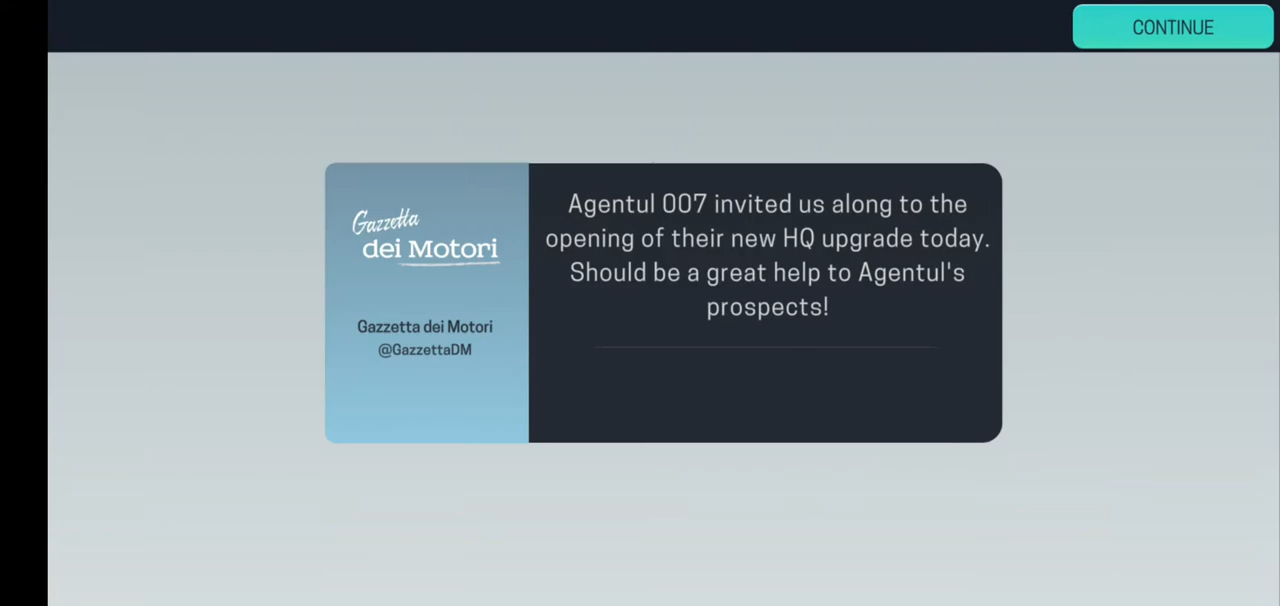 CONTINUE
Gazzetta
dei Motori
Gazzetta dei Motori
@GazzettaDM
Agentul 007 invited us along to the
opening of their new HQ upgrade today.
Should be a great help to Agentul's
prospects!